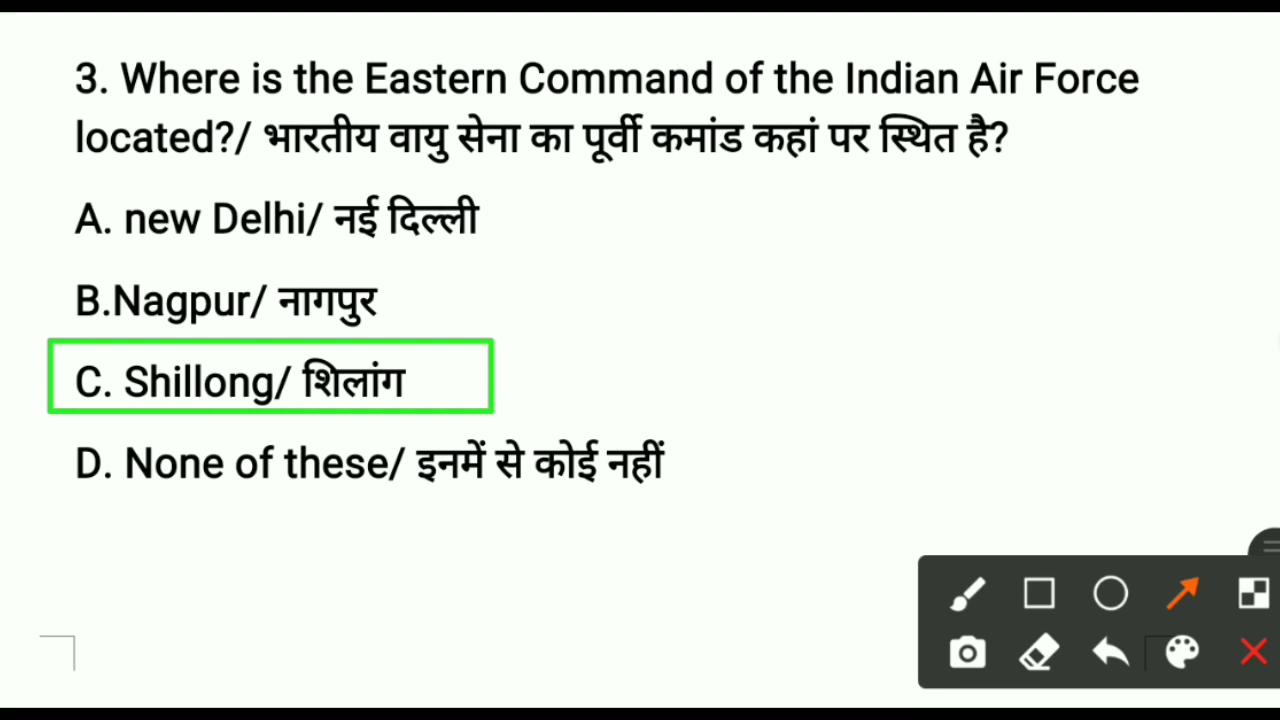 3. Where is the Eastern Command of the Indian Air Force
located?/ भारतीय वायु सेना का पूर्वी कमांड कहां पर स्थित है?
A. new Delhi/ नई दिल्ली
B.Nagpur/ नागपुर
C. Shillong/ शिलांग
D. None of these/ इनमें से कोई नहीं